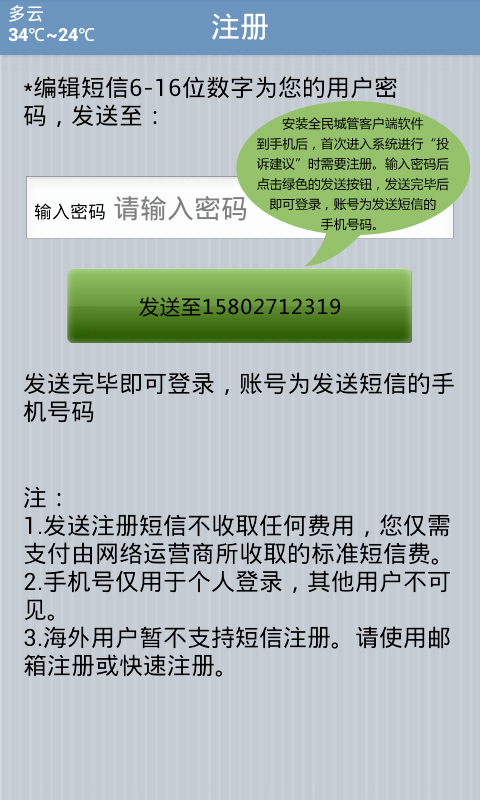 多云
34℃~24℃
注册
*编辑短信6-16位数字为您的用户密
码，发送至：
安装全民城管客户端软件
到手机后，首次进入系统进行“投
诉建议”时需要注册。输入密码后
点击绿色的发送按钮，发送完毕后
即可登录，账号为发送短信的
手机号码。
输入密码 请输入密码
发送至15802712319
发送完毕即可登录，账号为发送短信的手
机号码
注：
1.发送注册短信不收取任何费用，您仅需
支付由网络运营商所收取的标准短信费。
2.手机号仅用于个人登录，其他用户不可
见。
3.海外用户暂不支持短信注册。请使用邮
箱注册或快速注册。